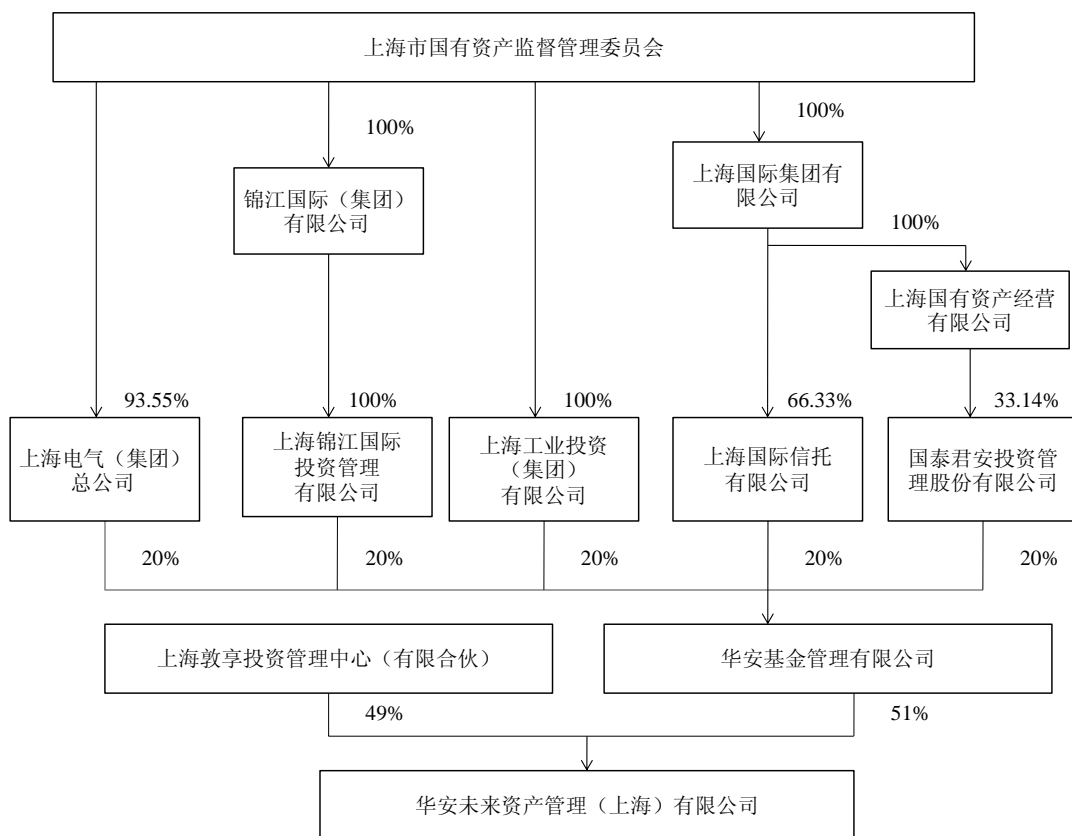 上海市国有资产监督管理委员会
100%
100%
锦江国际（集团）
有限公司
上海国际集团有
限公司
100%
上海国有资产经营
有限公司
93.55%
100%
100%
66.33%
33.14%
上海电气（集团）
总公司
上海锦江国际
投资管理
有限公司
上海工业投资
（集团）
有限公司
上海国际信托
有限公司
国泰君安投资管
理股份有限公司
20%
20%
20%
20%
20%
上海敦享投资管理中心（有限合伙）
华安基金管理有限公司
49%
51%
华安未来资产管理（上海）有限公司